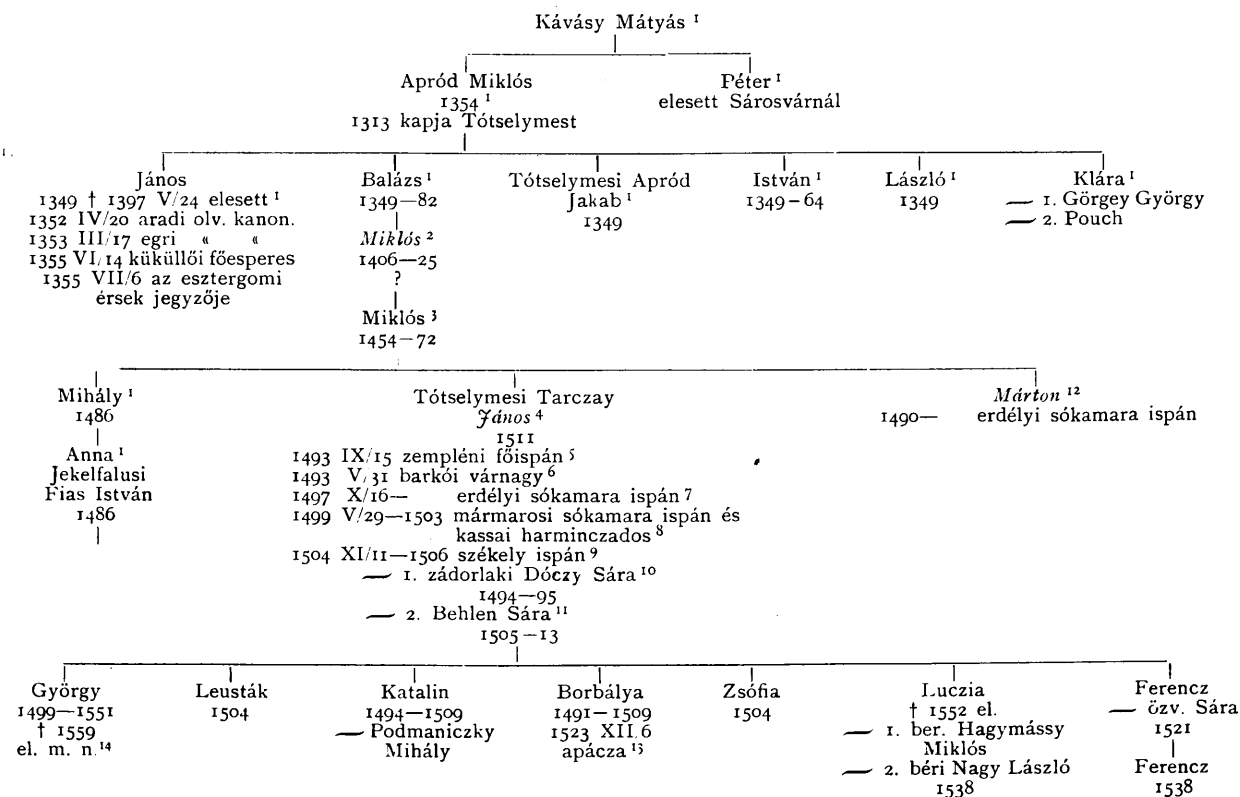 Kávásy Mátyás ¹
Apród Miklós
1354 ¹
1313 kapja Tótselymest
Péter ¹
elesett Sárosvárnál
János
1349 † 1397 V/24 elesett ¹
1352 IV/20 aradi olv. kanon.
1353 III/17 egri « «
1355 VI/14 küküllői főesperes
1355 VII/6 az esztergomi
érsek jegyzője
Balázs ¹
1349—82
Miklós ²
1406—25
?
Miklós ³
1454—72
Tótselymesi Apród
Jakab ¹
1349
István ¹
1349-64
László ¹
1349
Klára ¹
1. Görgey György
2. Pouch
Mihály ¹
1486
Anna ¹
Jekelfalusi
Fias István
1486
Tótselymesi Tarczay
János ⁴
1511
1493 IX/15 zempléni főispán ⁵
1493 V/31 barkói várnagy ⁶
1497 X/16— erdélyi sókamara ispán ⁷
1499 V/29—1503 mármarosi sókamara ispán és
kassai harminczados ⁸
1504 XI/11—1506 székely ispán ⁹
1. zádorlaki Dóczy Sára ¹⁰
1494—95
2. Behlen Sára ¹¹
1505—13
Márton ¹²
1490— erdélyi sókamara ispán
György
1499—1551
† 1559
el. m. n. ¹⁴
Leusták
1504
Katalin
1494—1509
Podmaniczky
Mihály
Borbálya
1491—1509
1523 XII.6
apácza ¹³
Zsófia
1504
Luczia
† 1552 el.
1. ber. Hagymássy
Miklós
2. béri Nagy László
1538
Ferencz
özv. Sára
1521
Ferencz
1538